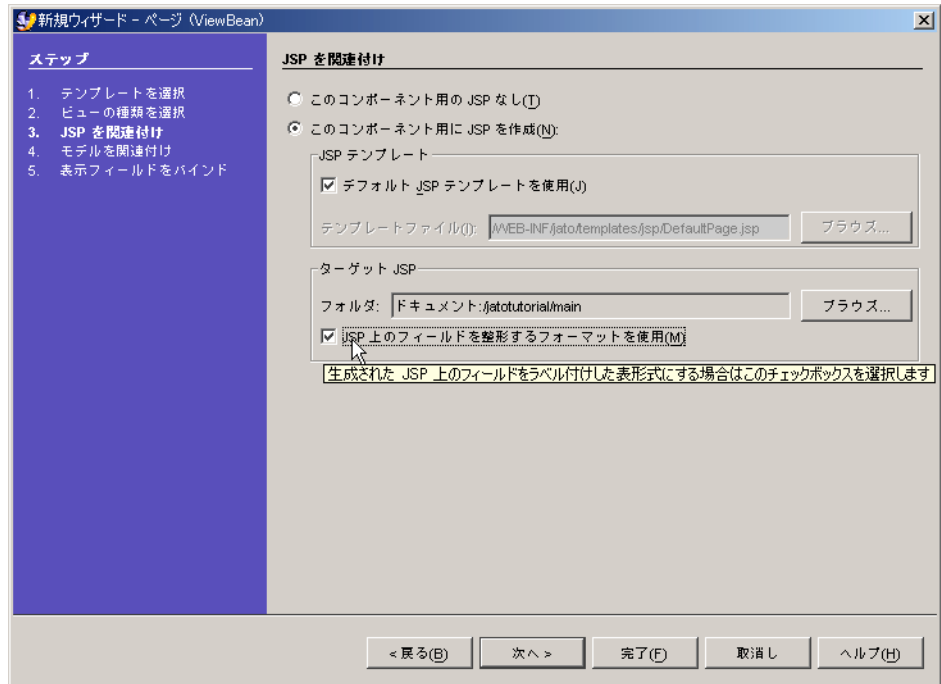 新規ウィザード - ページ (ViewBean)
ステップ
1. テンプレートを選択
2. ビューの種類を選択
3. JSP を関連付け
4. モデルを関連付け
5. 表示フィールドをバインド
JSP を関連付け
このコンポーネント用の JSP なし(T)
このコンポーネント用に JSP を作成(N):
JSP テンプレート
デフォルト JSP テンプレートを使用(J)
テンプレートファイル(I): /WEB-INF/jato/templates/jsp/DefaultPage.jsp ブラウズ...
ターゲット JSP
フォルダ: ドキュメント:/jatotutorial/main ブラウズ...
JSP 上のフィールドを整形するフォーマットを使用(M)
生成された JSP 上のフィールドをラベル付けした表形式にする場合はこのチェックボックスを選択します
< 戻る(B) 次へ > 完了(F) 取消し ヘルプ(H)